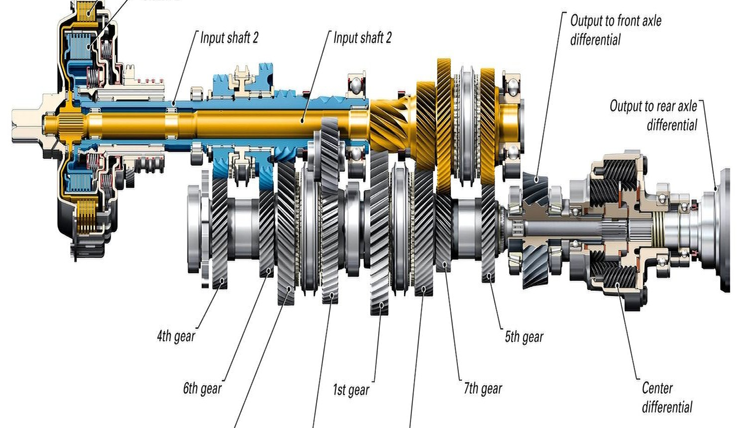 Output to front axle
differential
Input shaft 2
Input shaft 2
Output to rear axle
differential
4th gear
5th gear
6th gear
1st gear
7th gear
Center
differential